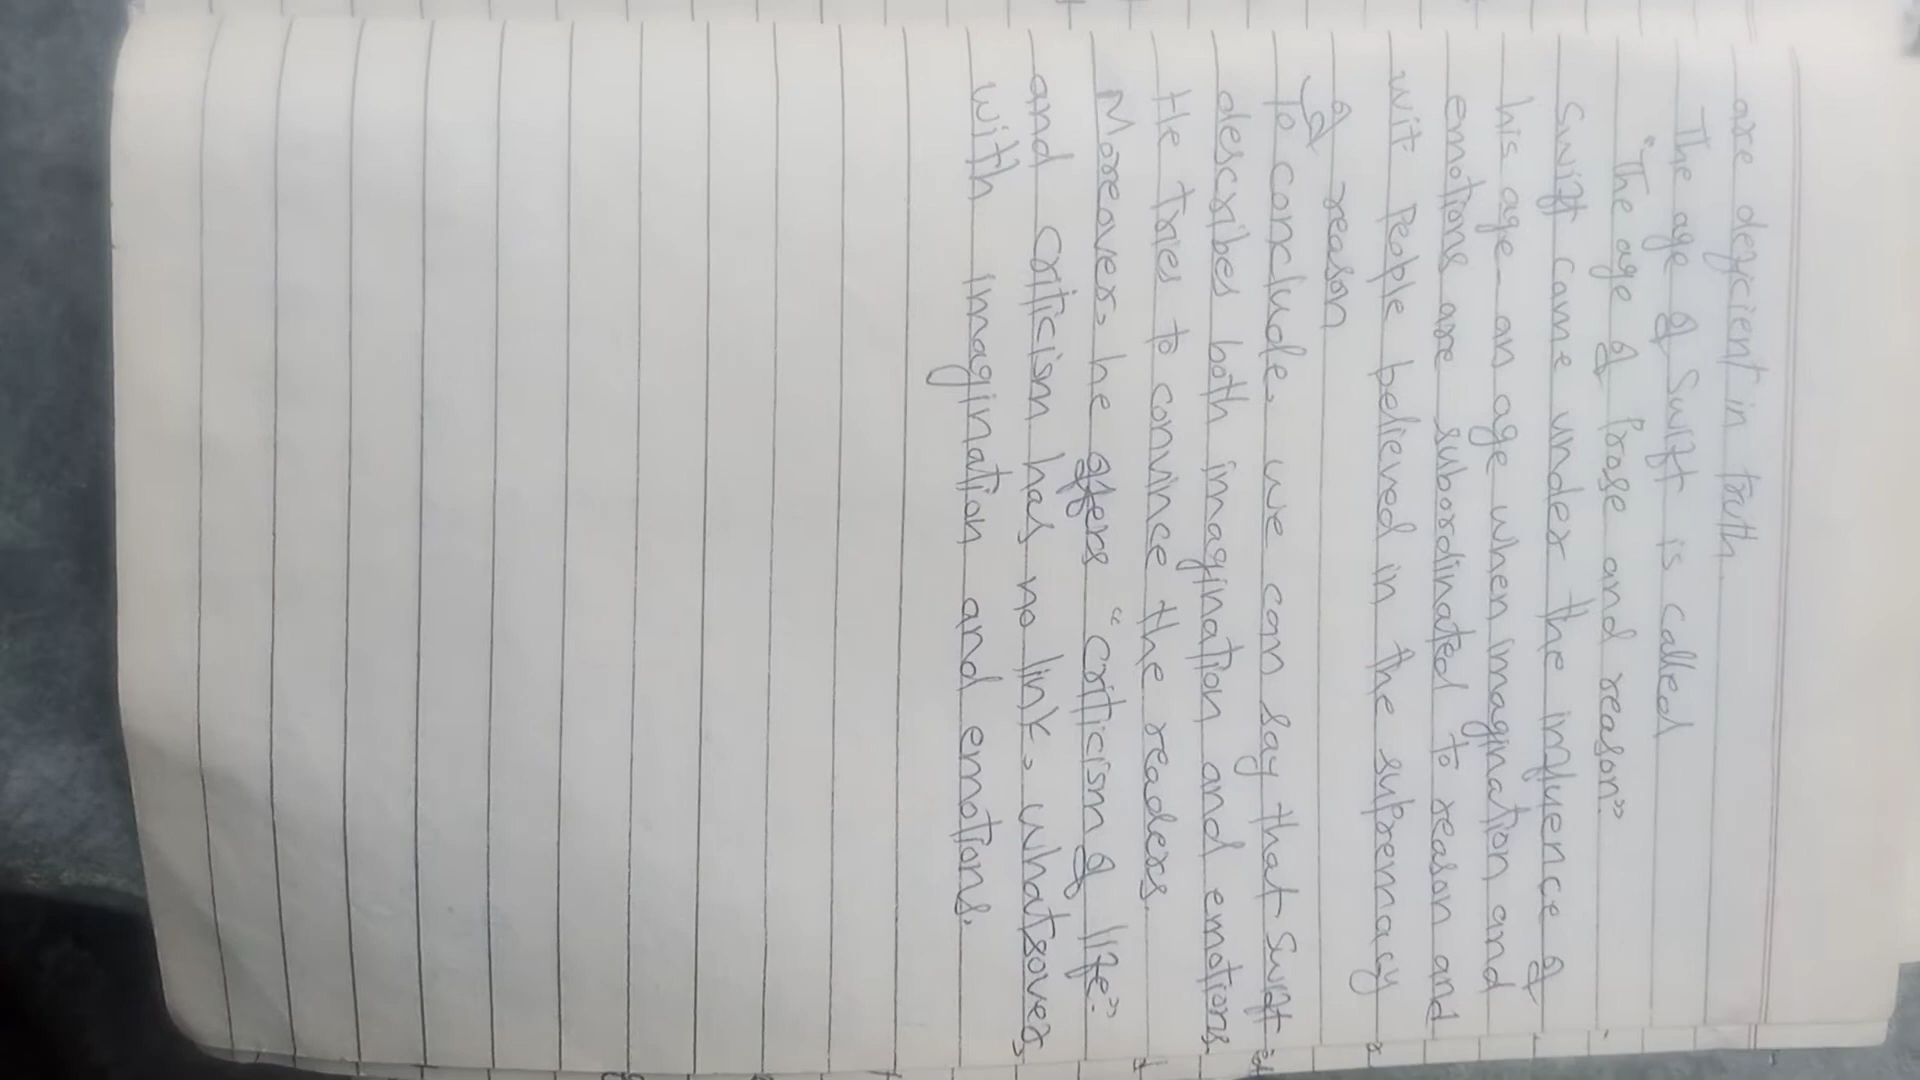 are deficient in truth.
The age of Swift is called
"The age of Prose and reason"
Swift came under the influence of
his age - an age when imagination and
emotions are subordinated to reason and
wit People believed in the supremacy
of reason
To conclude, we can say that Swift
describes both imagination and emotions.
He tries to convince the readers.
Moreover, he offers "criticism of life".
and criticism has no link, whatsover,
with imagination and emotions.